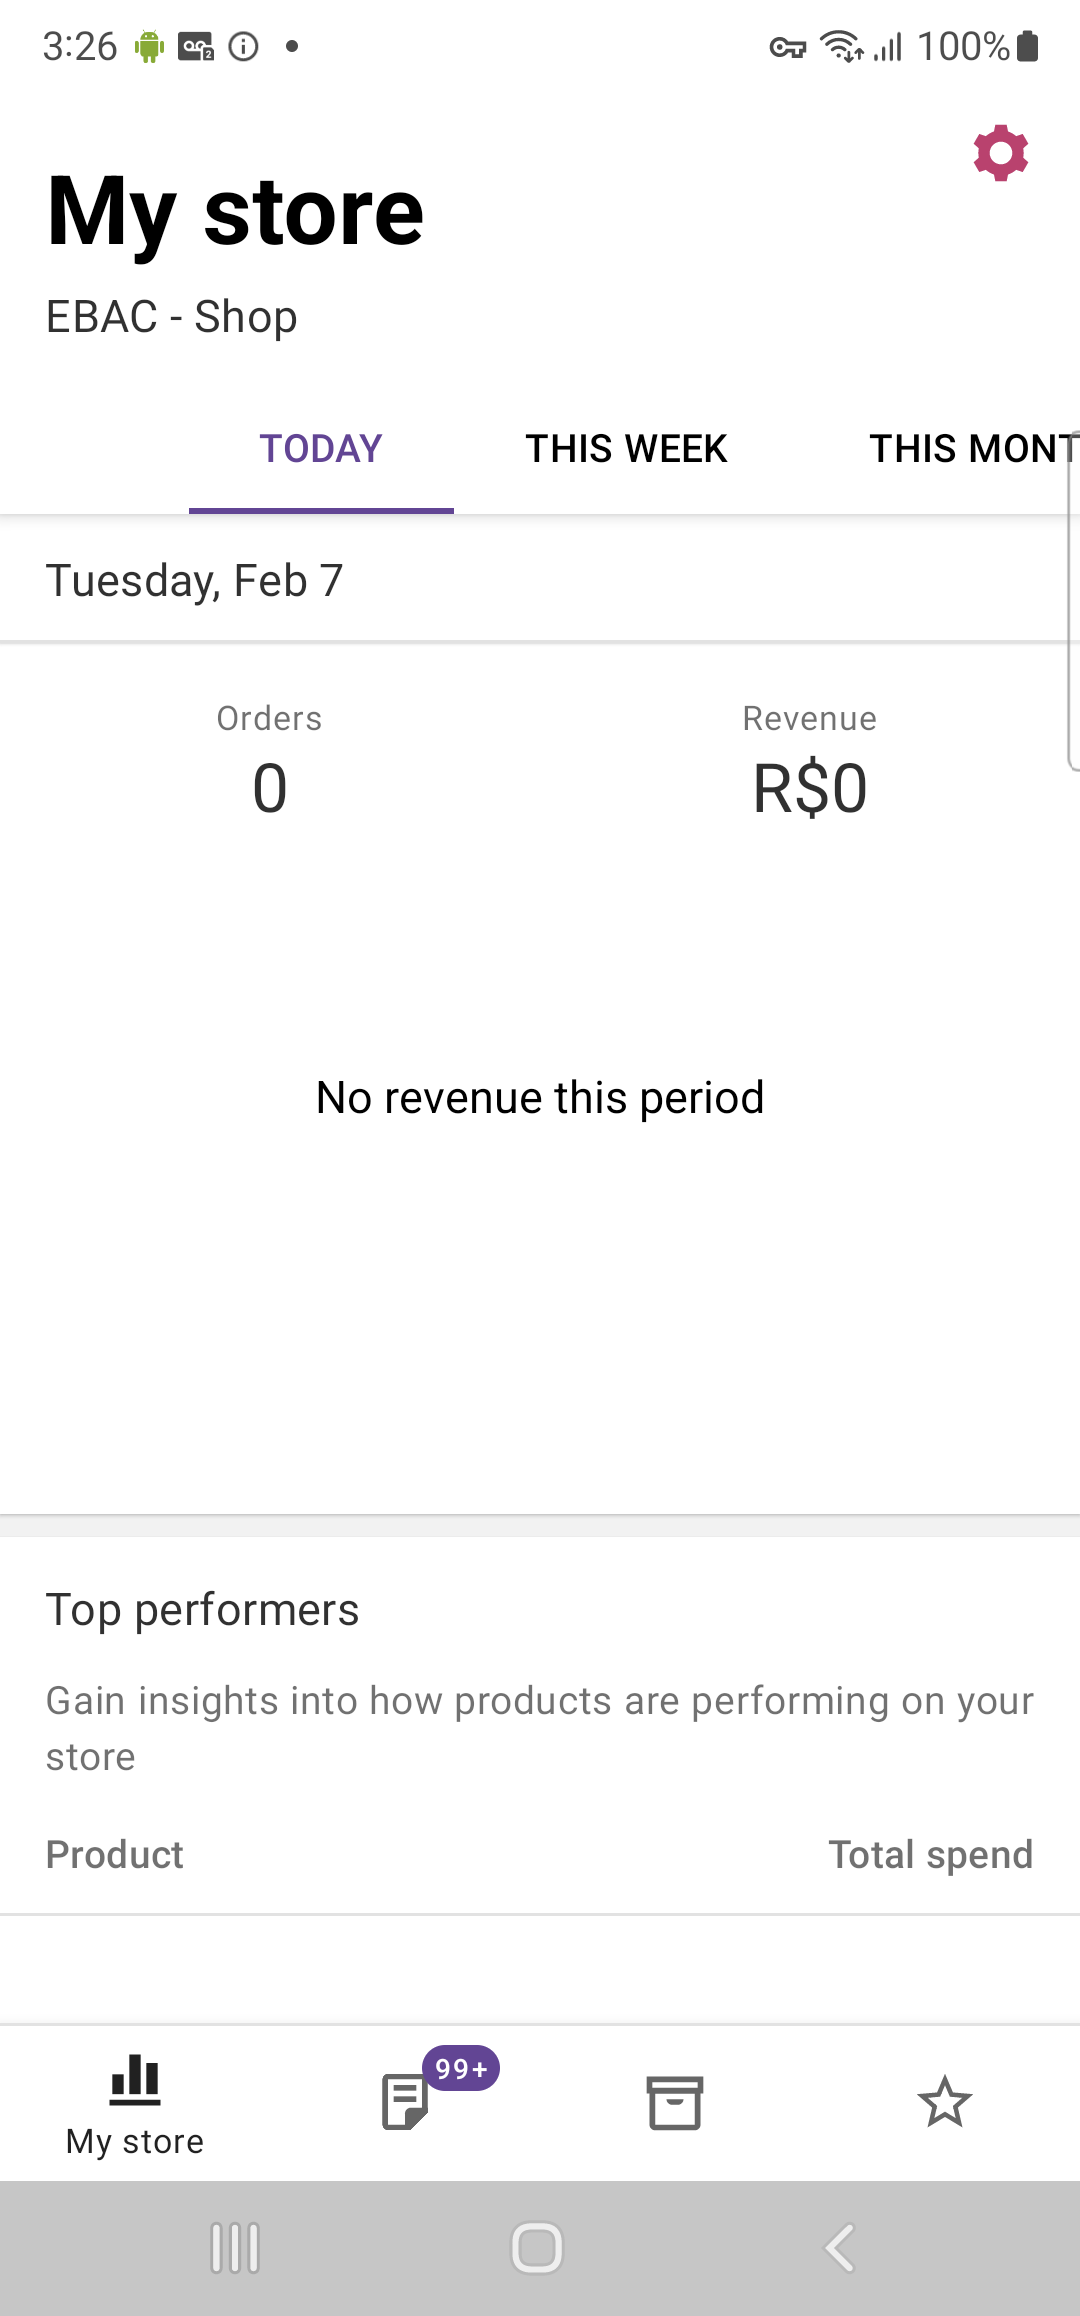 3:26
100%
My store
EBAC - Shop
TODAY
THIS WEEK
THIS MONT
Tuesday, Feb 7
Orders
Revenue
0
R$0
No revenue this period
Top performers
Gain insights into how products are performing on your
store
Product
Total spend
99+
My store